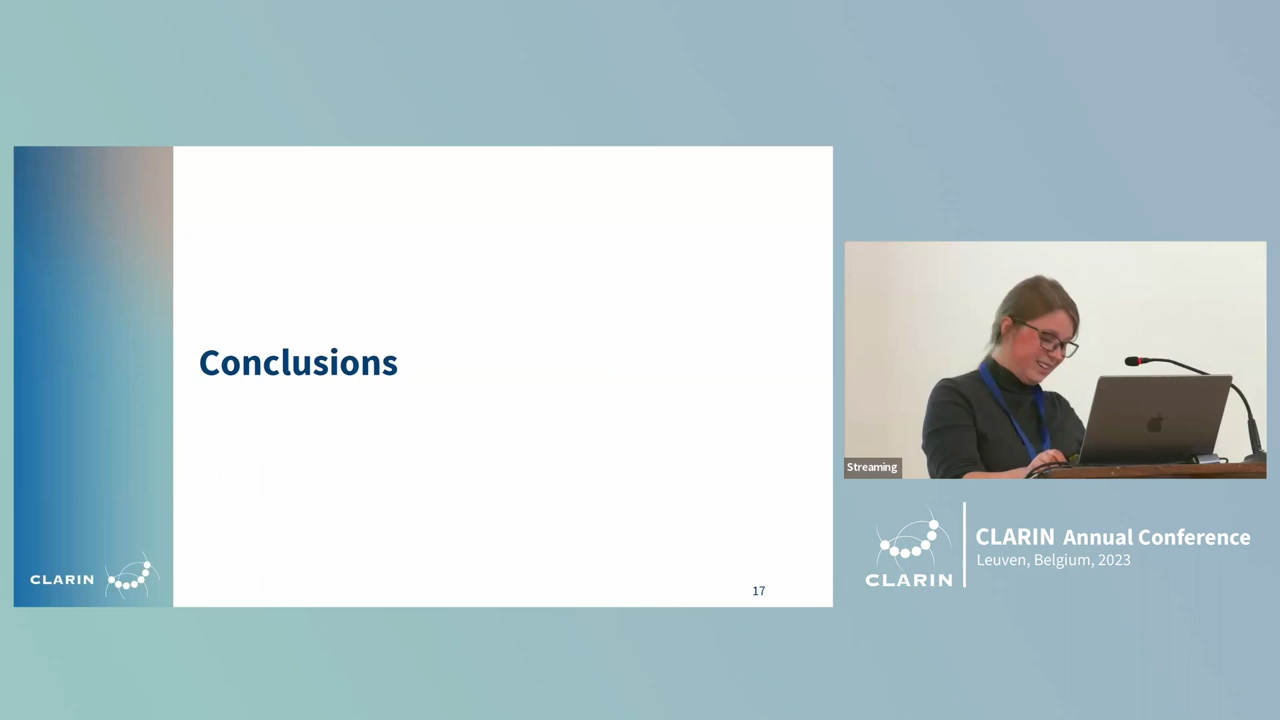 Conclusions
CLARIN
17
Streaming
CLARIN
CLARIN Annual Conference
Leuven, Belgium, 2023